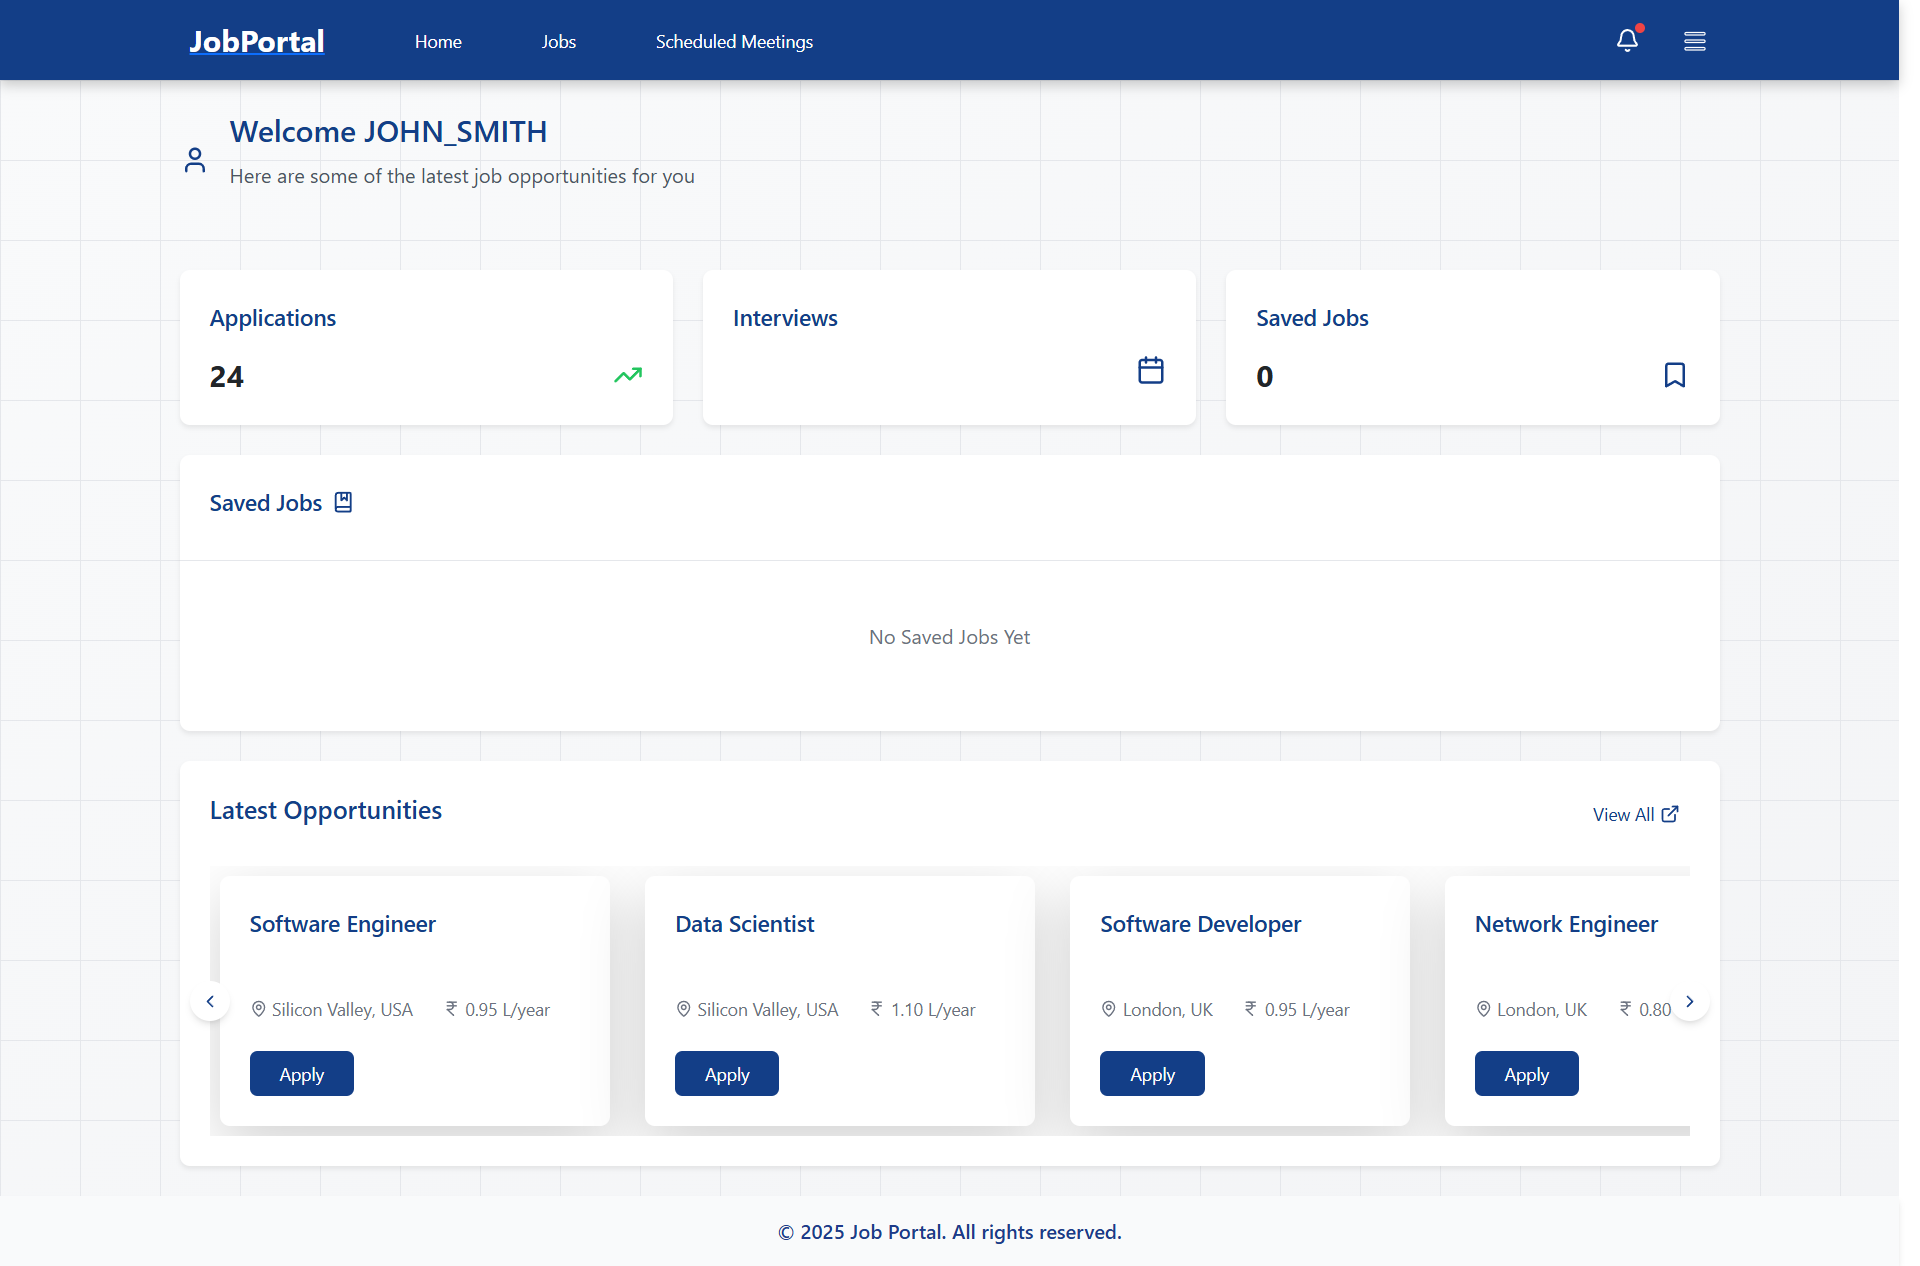 JobPortal
Home
Jobs
Scheduled Meetings
Welcome JOHN_SMITH
Here are some of the latest job opportunities for you
Applications
24
Interviews
Saved Jobs
0
Saved Jobs
No Saved Jobs Yet
Latest Opportunities
View All
Software Engineer
Silicon Valley, USA
₹ 0.95 L/year
Apply
Data Scientist
Silicon Valley, USA
₹ 1.10 L/year
Apply
Software Developer
London, UK
₹ 0.95 L/year
Apply
Network Engineer
London, UK
₹ 0.80
Apply
© 2025 Job Portal. All rights reserved.